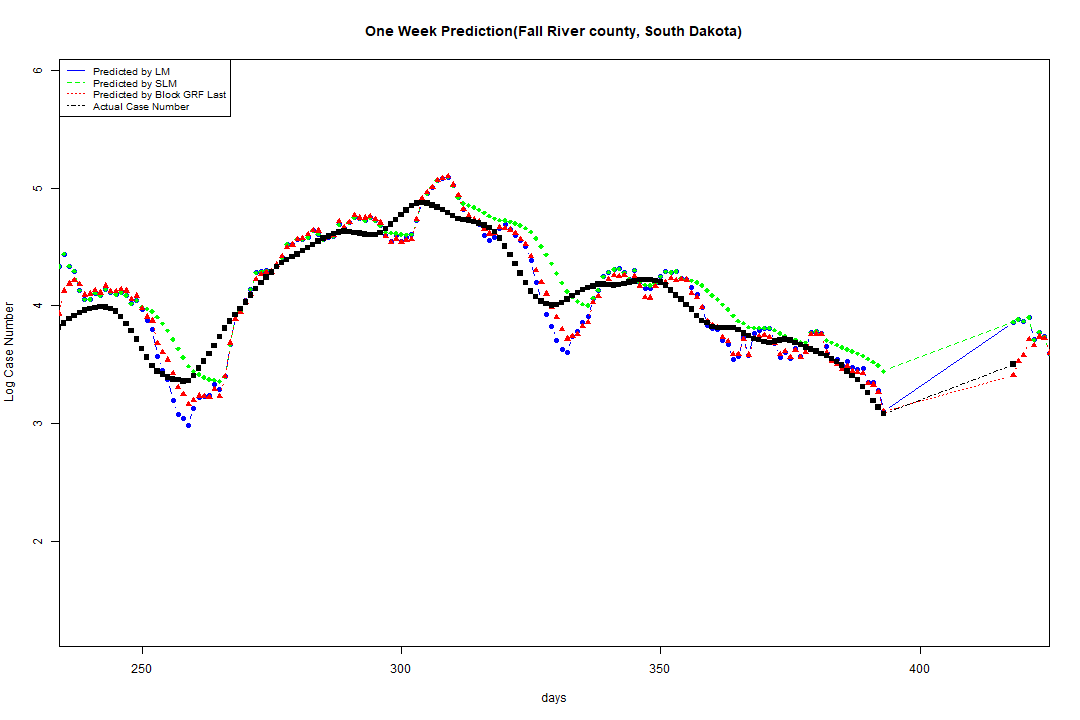 One Week Prediction(Fall River county, South Dakota)
Predicted by LM
Predicted by SLM
Predicted by Block GRF Last
Actual Case Number
6
5
4
3
2
Log Case Number
250
300
350
400
days